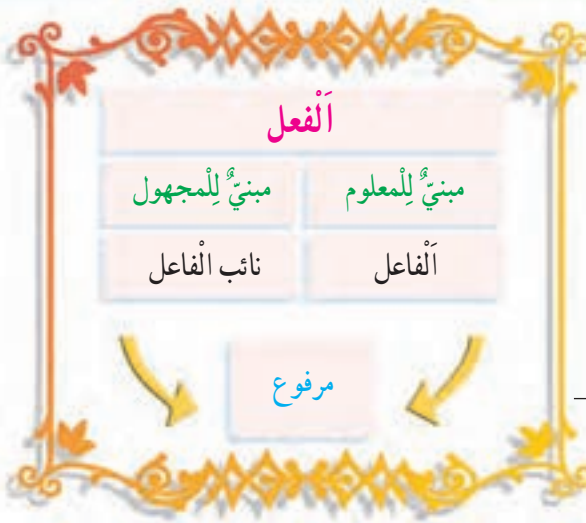 اَلْفعل
مبنيٌّ لِلْمعلوم مبنيٌّ لِلْمجهول
اَلْفاعل نائب الْفاعل
مرفوع